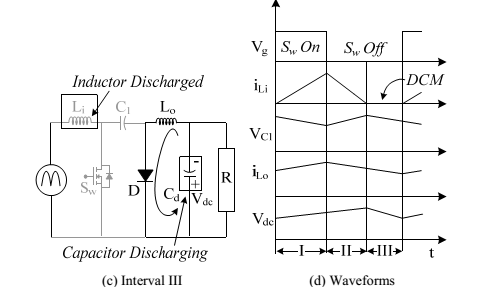 Inductor Discharged
Li
C1
Lo
Sw
D
Cd
-
+
Vdc
R
Capacitor Discharging
(c) Interval III
Vg
Sw On
Sw Off
iLi
DCM
VC1
iLo
Vdc
I
II
III
t
(d) Waveforms